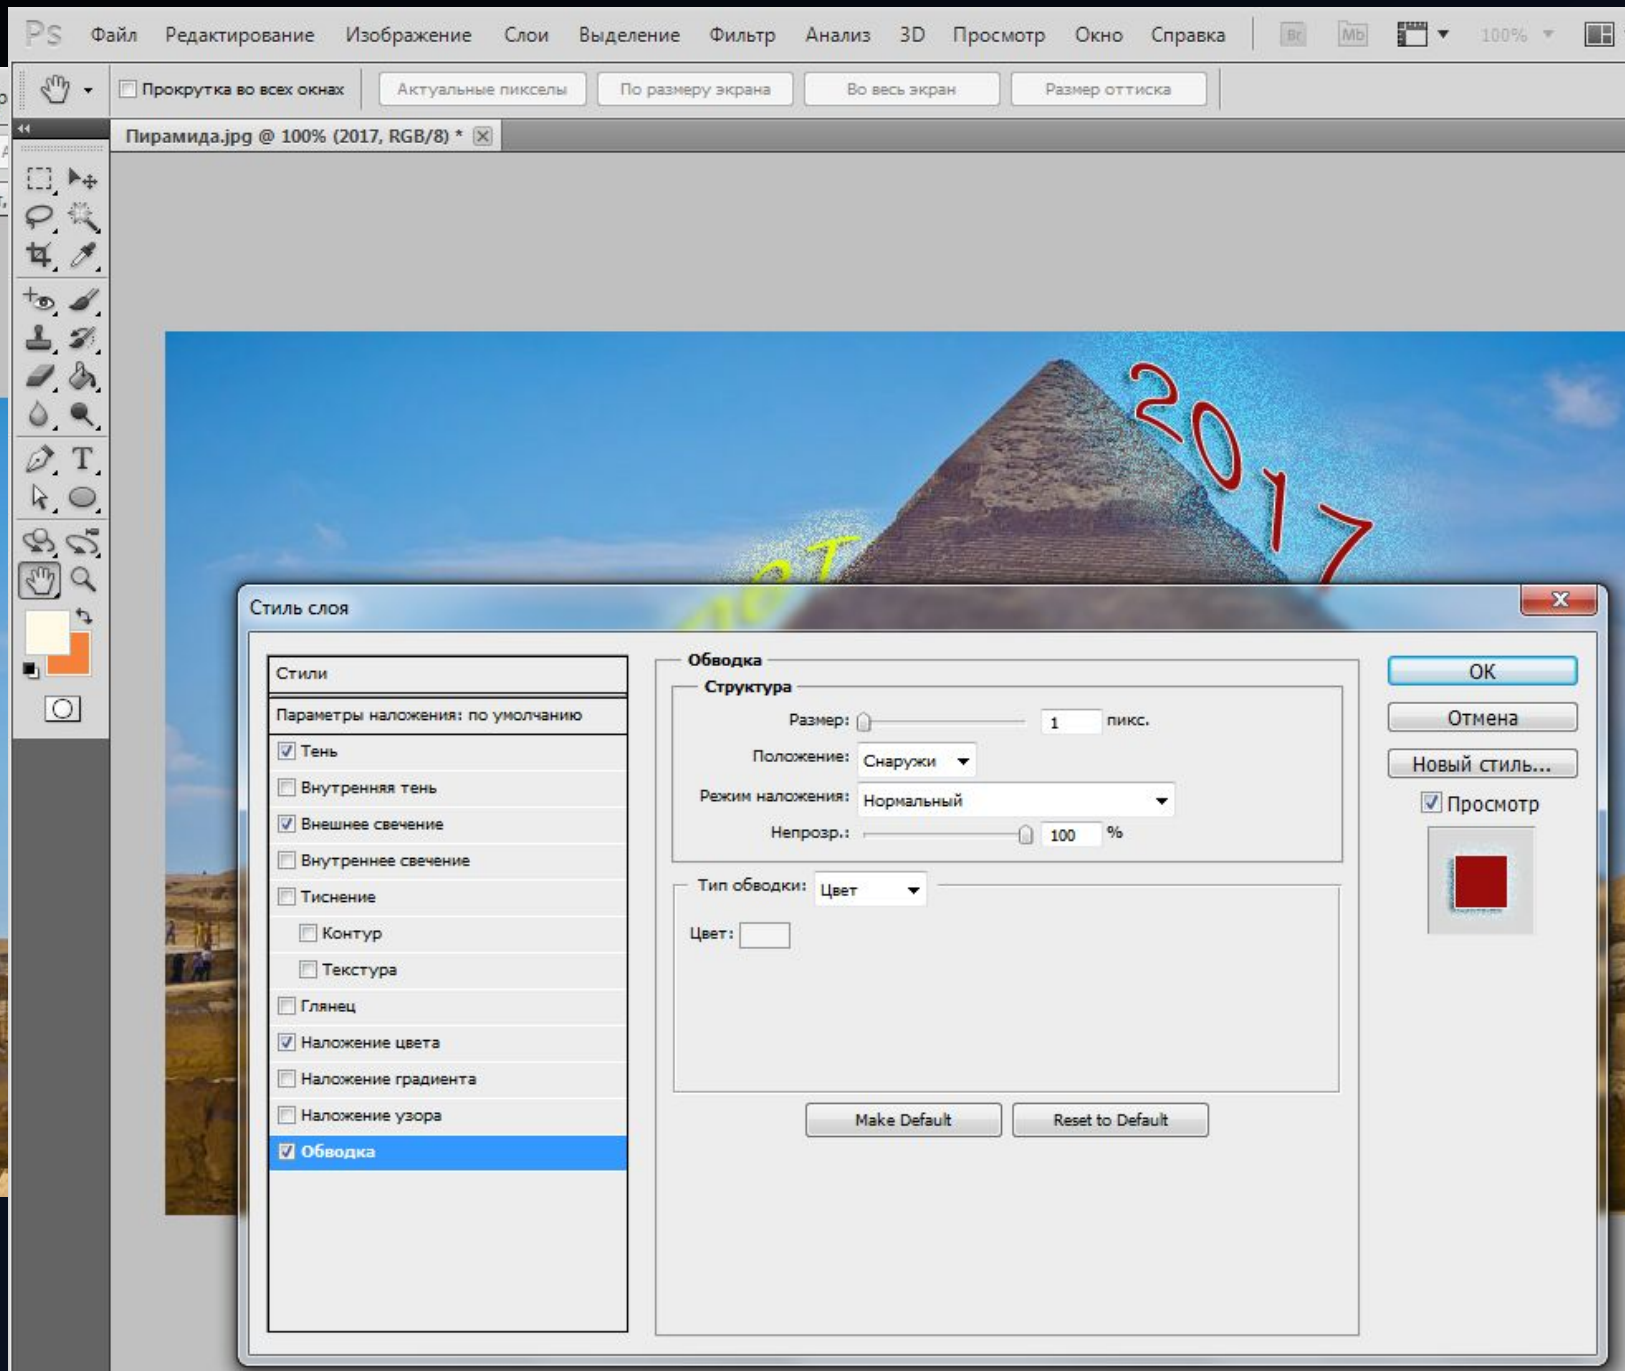 Ps Файл Редактирование Изображение Слои Выделение Фильтр Анализ 3D Просмотр Окно Справка Br Mb 100%
Прокрутка во всех окнах Актуальные пикселы По размеру экрана Во весь экран Размер оттиска
Пирамида.jpg @ 100% (2017, RGB/8) *
2017
Стиль слоя
Стили
Параметры наложения: по умолчанию
Тень
Внутренняя тень
Внешнее свечение
Внутреннее свечение
Тиснение
Контур
Текстура
Глянец
Наложение цвета
Наложение градиента
Наложение узора
Обводка
Обводка
Структура
Размер: 1 пикс.
Положение: Снаружи
Режим наложения: Нормальный
Непрозр.: 100 %
Тип обводки: Цвет
Цвет:
Make Default Reset to Default
ОК
Отмена
Новый стиль...
Просмотр